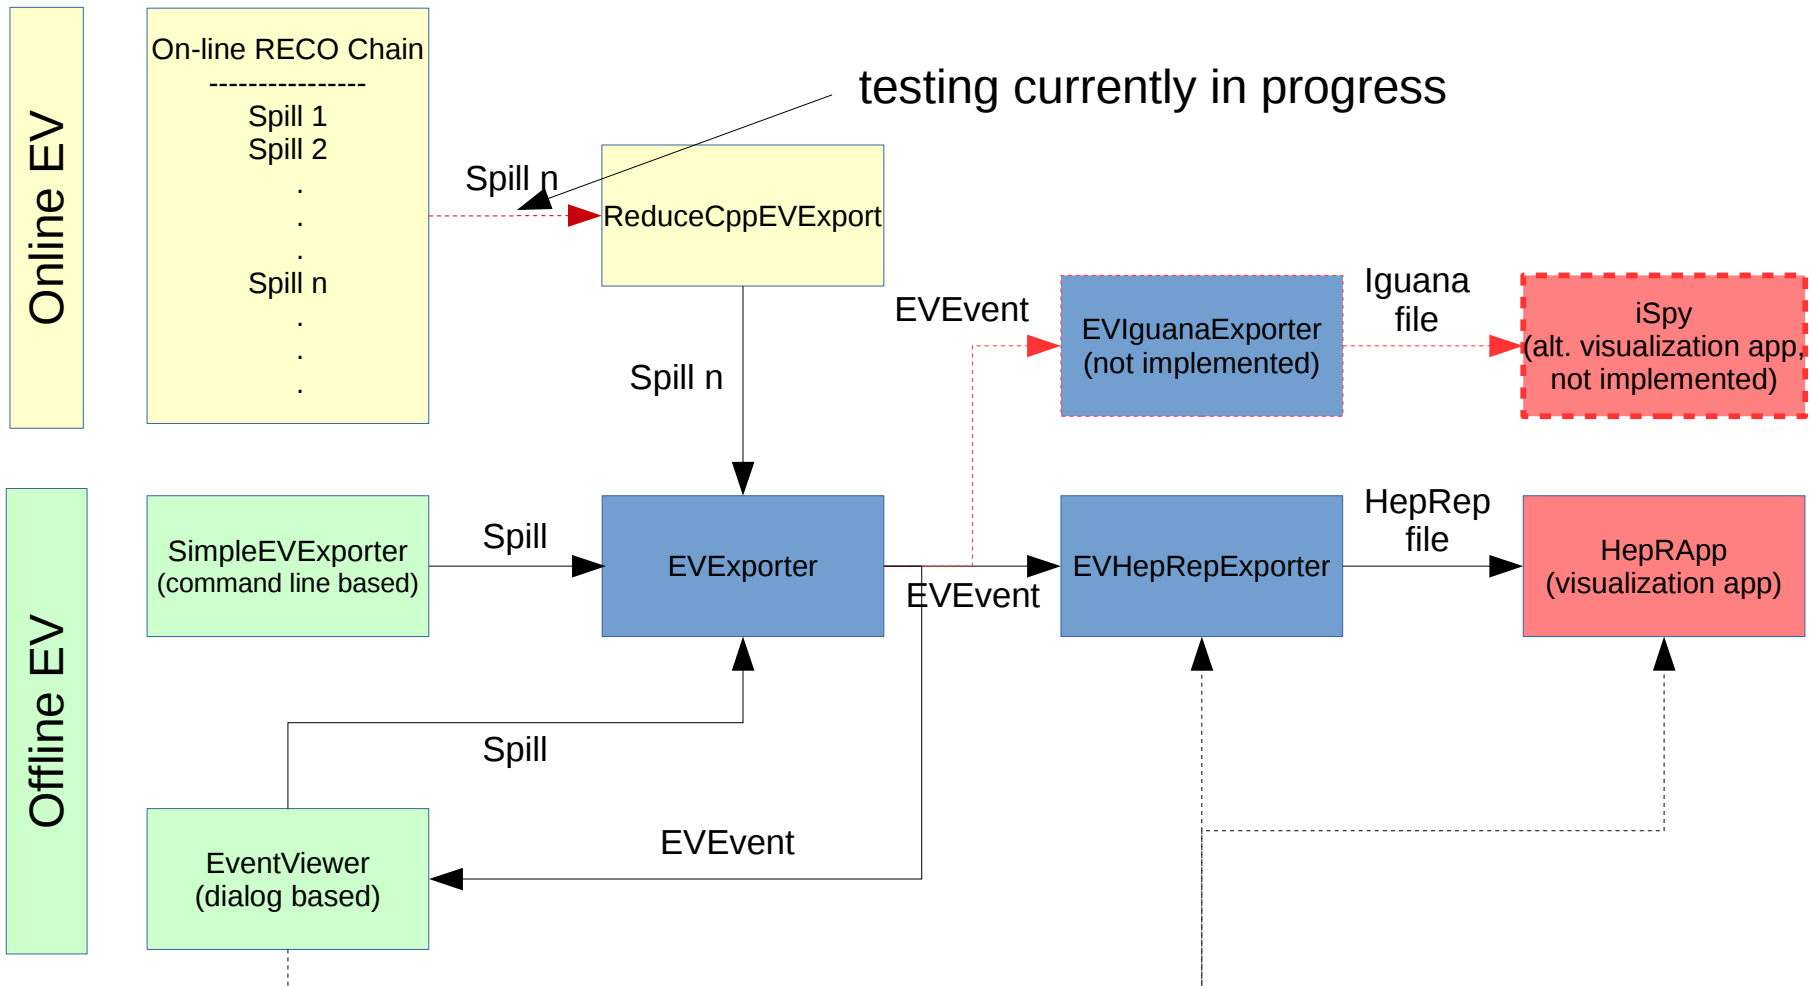 Online EV
On-line RECO Chain
----------------
Spill 1
Spill 2
.
.
.
Spill n
.
.
.
testing currently in progress
Spill n
ReduceCppEVExport
Spill n
EVEvent
EVIguanaExporter
(not implemented)
Iguana
file
iSpy
(alt. visualization app,
not implemented)
Offline EV
SimpleEVExporter
(command line based)
Spill
EVExporter
EVEvent
EVHepRepExporter
HepRep
file
HepRApp
(visualization app)
Spill
EVEvent
EventViewer
(dialog based)